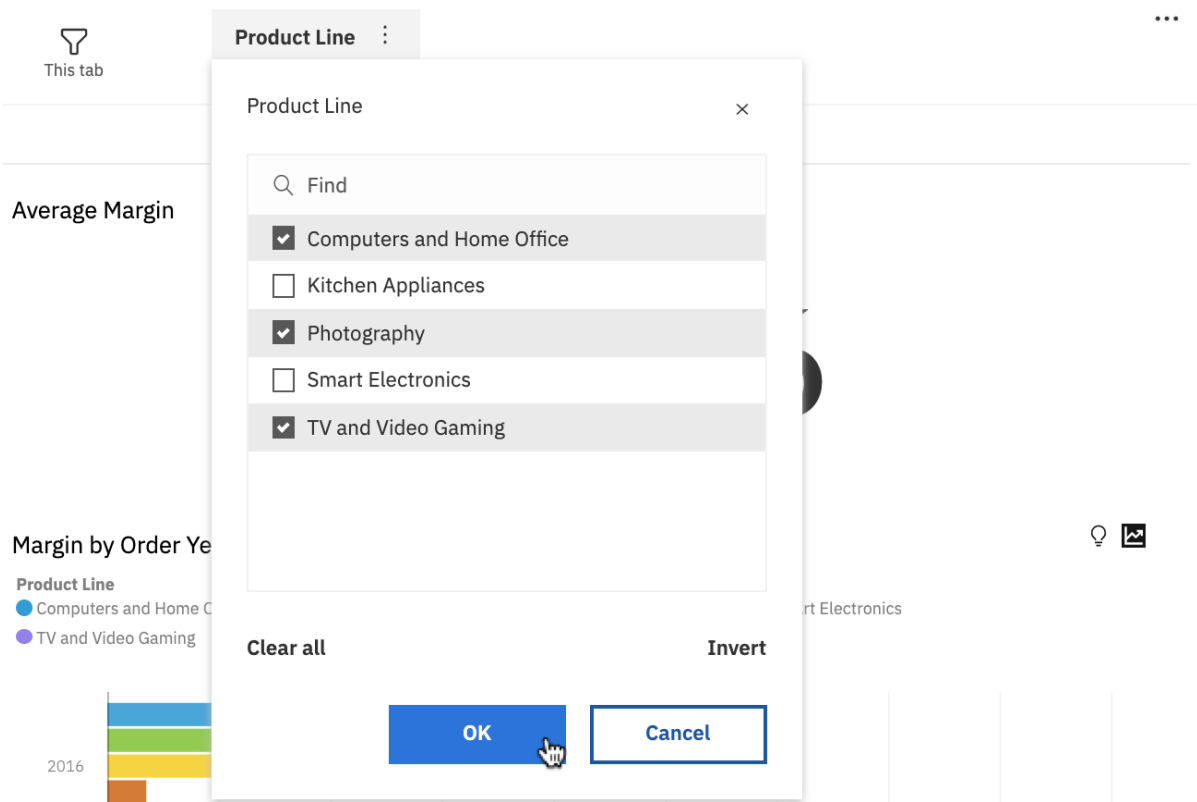 This tab
Product Line
Product Line
Find
Computers and Home Office
Kitchen Appliances
Photography
Smart Electronics
TV and Video Gaming
Clear all
Invert
OK
Cancel
Average Margin
Margin by Order Ye
Product Line
Computers and Home
rt Electronics
TV and Video Gaming
2016